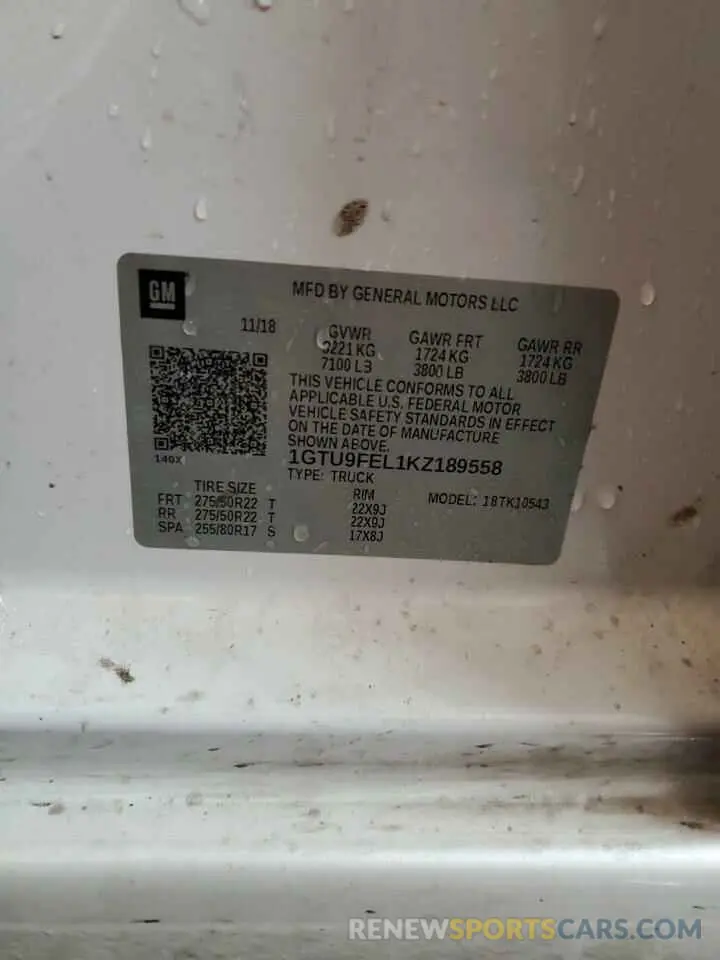 GM
MFD BY GENERAL MOTORS LLC
11/18
GVWR GAWR FRT GAWR RR
3221 KG 1724 KG 1724 KG
7100 LB 3800 LB 3800 LB
THIS VEHICLE CONFORMS TO ALL
APPLICABLE U.S. FEDERAL MOTOR
VEHICLE SAFETY STANDARDS IN EFFECT
ON THE DATE OF MANUFACTURE
SHOWN ABOVE.
140X
1GTU9FEL1KZ189558
TYPE: TRUCK
TIRE SIZE RIM MODEL: 18TK10543
FRT 275/50R22 T 22X9J
RR 275/50R22 T 22X9J
SPA 255/80R17 S 17X8J
RENEWSPORTSCARS.COM